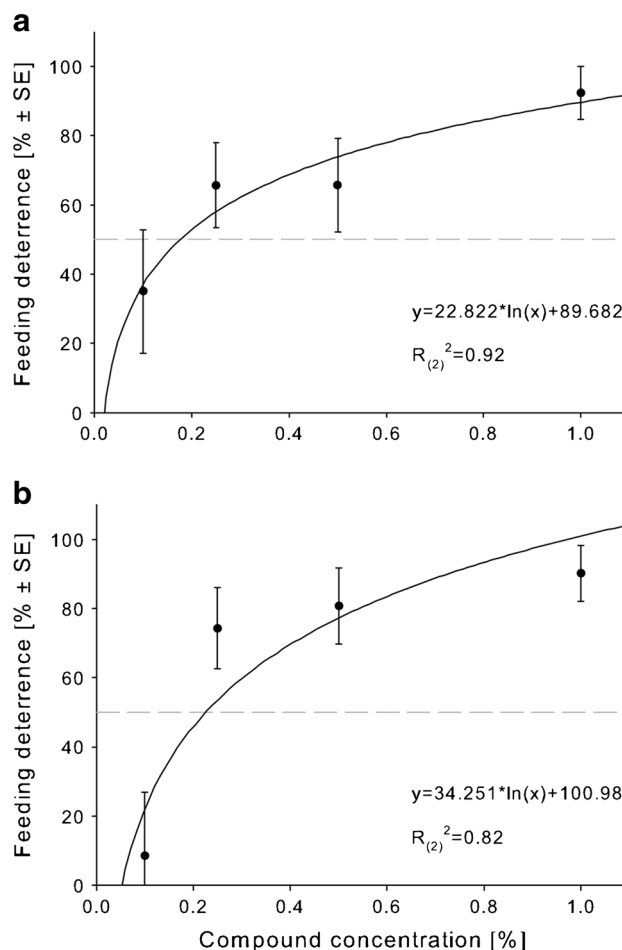 a
Feeding deterrence [% ± SE]
100
80
60
40
20
0
y=22.822*ln(x)+89.682
R(2)²=0.92
0.0 0.2 0.4 0.6 0.8 1.0
b
Feeding deterrence [% ± SE]
100
80
60
40
20
0
y=34.251*ln(x)+100.98
R(2)²=0.82
0.0 0.2 0.4 0.6 0.8 1.0
Compound concentration [%]